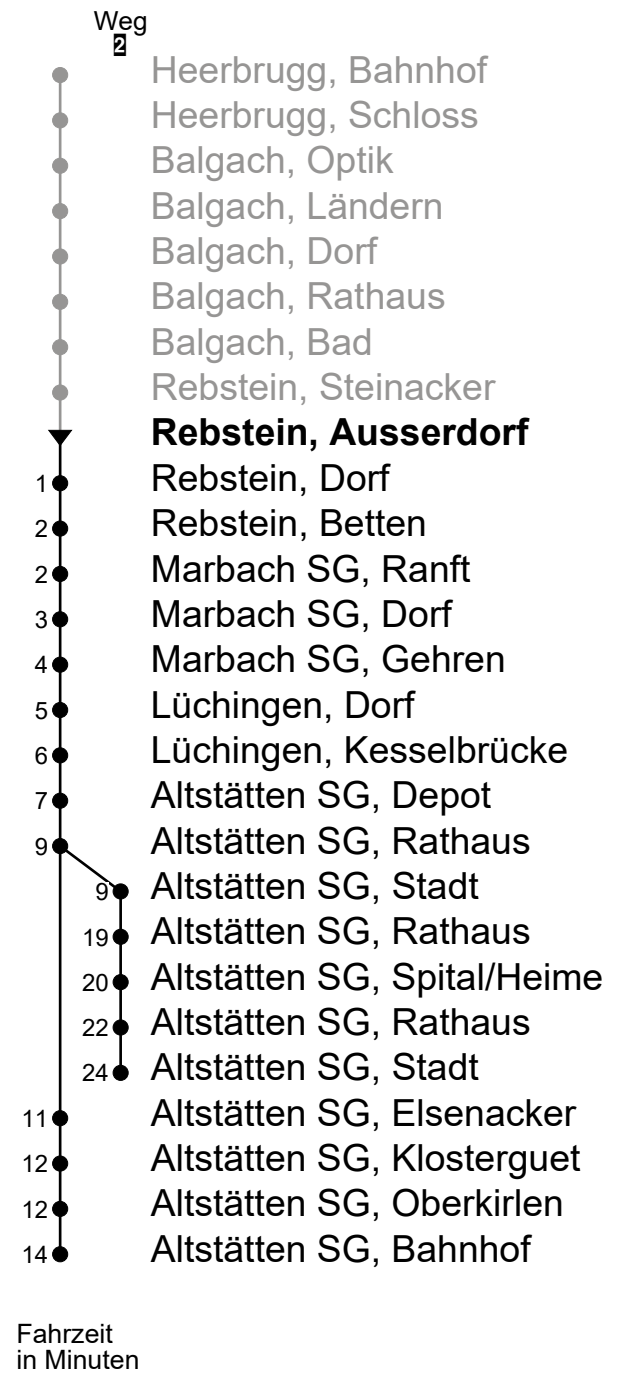 Weg
2
Heerbrugg, Bahnhof
Heerbrugg, Schloss
Balgach, Optik
Balgach, Ländern
Balgach, Dorf
Balgach, Rathaus
Balgach, Bad
Rebstein, Steinacker
Rebstein, Ausserdorf
1 Rebstein, Dorf
2 Rebstein, Betten
2 Marbach SG, Ranft
3 Marbach SG, Dorf
4 Marbach SG, Gehren
5 Lüchingen, Dorf
6 Lüchingen, Kesselbrücke
7 Altstätten SG, Depot
9 Altstätten SG, Rathaus
9 Altstätten SG, Stadt
19 Altstätten SG, Rathaus
20 Altstätten SG, Spital/Heime
22 Altstätten SG, Rathaus
24 Altstätten SG, Stadt
11 Altstätten SG, Elsenacker
12 Altstätten SG, Klosterguet
12 Altstätten SG, Oberkirlen
14 Altstätten SG, Bahnhof
Fahrzeit
in Minuten